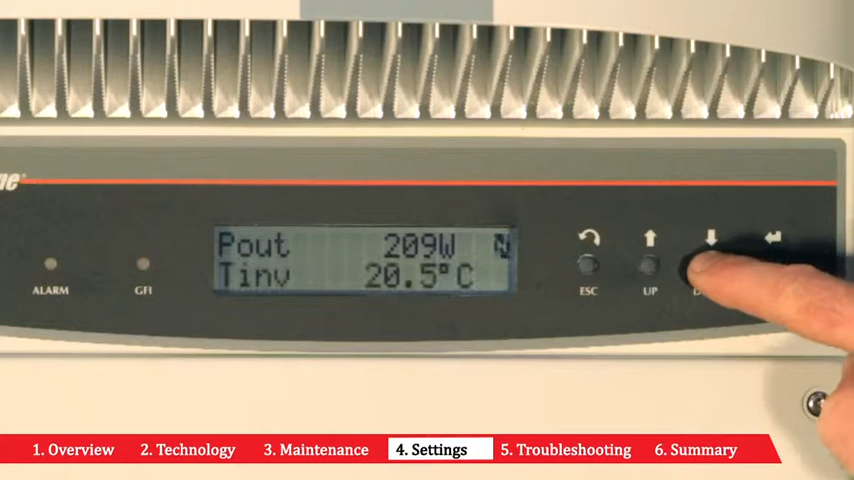 Pout 209W
Tinv 20.5°C
ALARM
GFI
ESC
UP
1. Overview
2. Technology
3. Maintenance
4. Settings
5. Troubleshooting
6. Summary